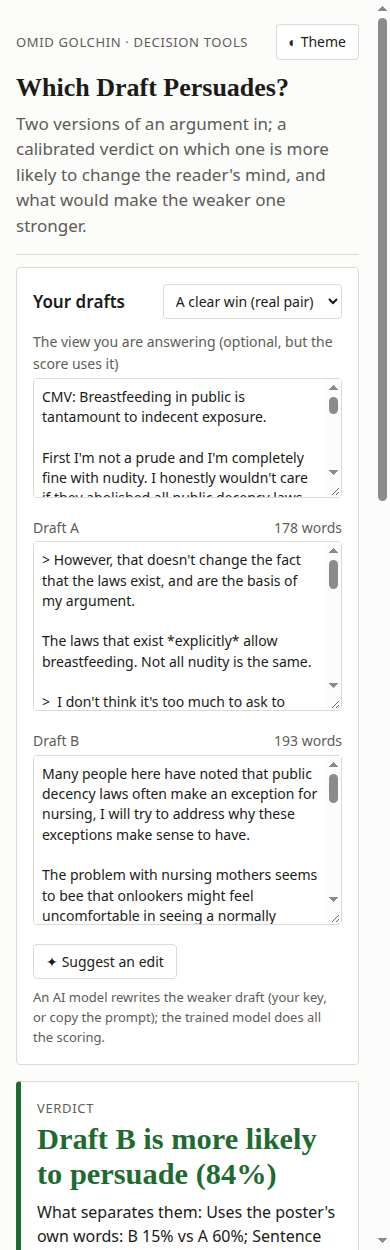 OMID GOLCHIN · DECISION TOOLS
Theme
Which Draft Persuades?
Two versions of an argument in; a
calibrated verdict on which one is more
likely to change the reader's mind, and
what would make the weaker one
stronger.
Your drafts
A clear win (real pair)
The view you are answering (optional, but the
score uses it)
CMV: Breastfeeding in public is
tantamount to indecent exposure.
First I'm not a prude and I'm completely
fine with nudity. I honestly wouldn't care
if they abolished all public decency laws
Draft A
178 words
> However, that doesn't change the fact
that the laws exist, and are the basis of
my argument.
The laws that exist *explicitly* allow
breastfeeding. Not all nudity is the same.
> I don't think it's too much to ask to
Draft B
193 words
Many people here have noted that public
decency laws often make an exception for
nursing, I will try to address why these
exceptions make sense to have.
The problem with nursing mothers seems
to bee that onlookers might feel
uncomfortable in seeing a normally
✦ Suggest an edit
An AI model rewrites the weaker draft (your key,
or copy the prompt); the trained model does all
the scoring.
VERDICT
Draft B is more likely
to persuade (84%)
What separates them: Uses the poster's
own words: B 15% vs A 60%; Sentence